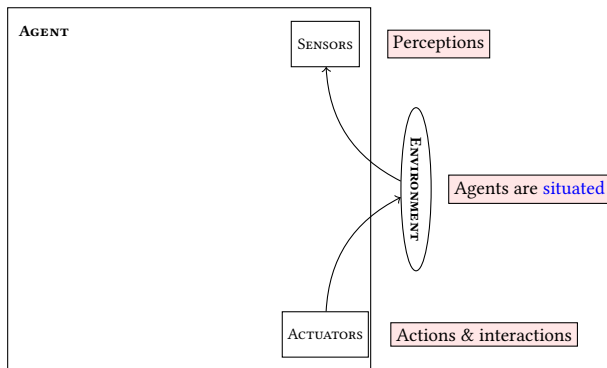 AGENT
SENSORS
Perceptions
ENVIRONMENT
Agents are situated
ACTUATORS
Actions & interactions